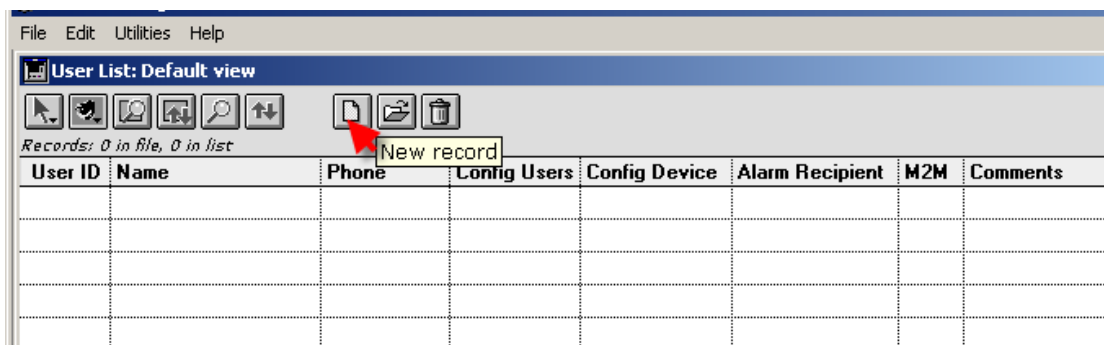 File Edit Utilities Help
User List: Default view
Records: 0 in file, 0 in list
New record
User ID Name Phone Config Users Config Device Alarm Recipient M2M Comments